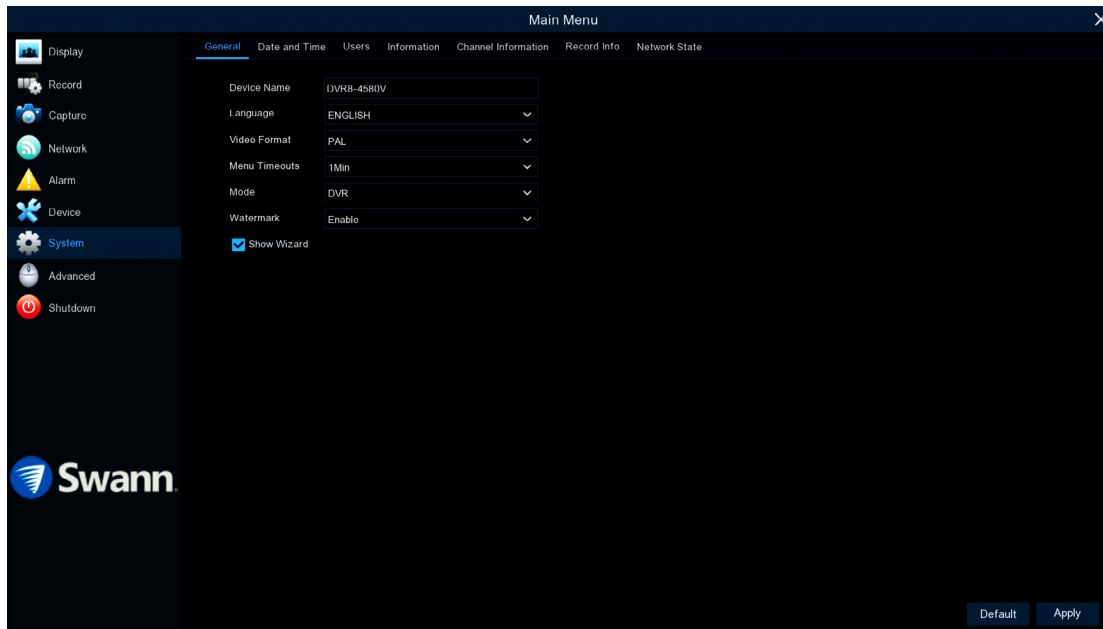 Main Menu
Display
Record
Capture
Network
Alarm
Device
System
Advanced
Shutdown
Swann.
General Date and Time Users Information Channel Information Record Info Network State
Device Name DVR8-4580V
Language ENGLISH
Video Format PAL
Menu Timeouts 1Min
Mode DVR
Watermark Enable
Show Wizard
Default Apply